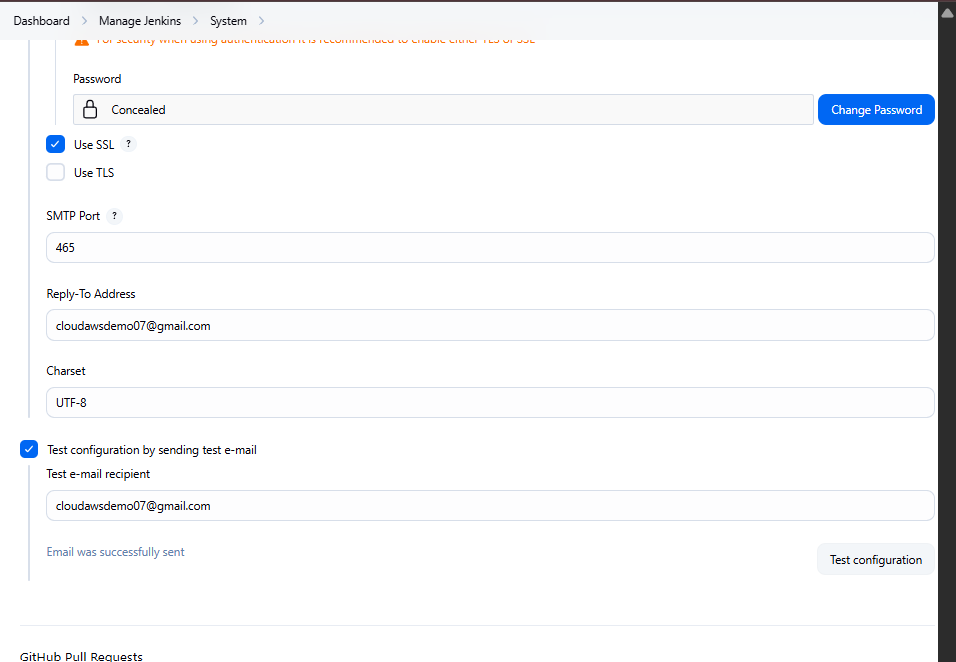 Dashboard > Manage Jenkins > System >
For security when using authentication it is recommended to enable either TLS or SSL
Password
Concealed
Change Password
Use SSL ?
Use TLS
SMTP Port ?
465
Reply-To Address
cloudawsdemo07@gmail.com
Charset
UTF-8
Test configuration by sending test e-mail
Test e-mail recipient
cloudawsdemo07@gmail.com
Email was successfully sent
Test configuration
GitHub Pull Requests